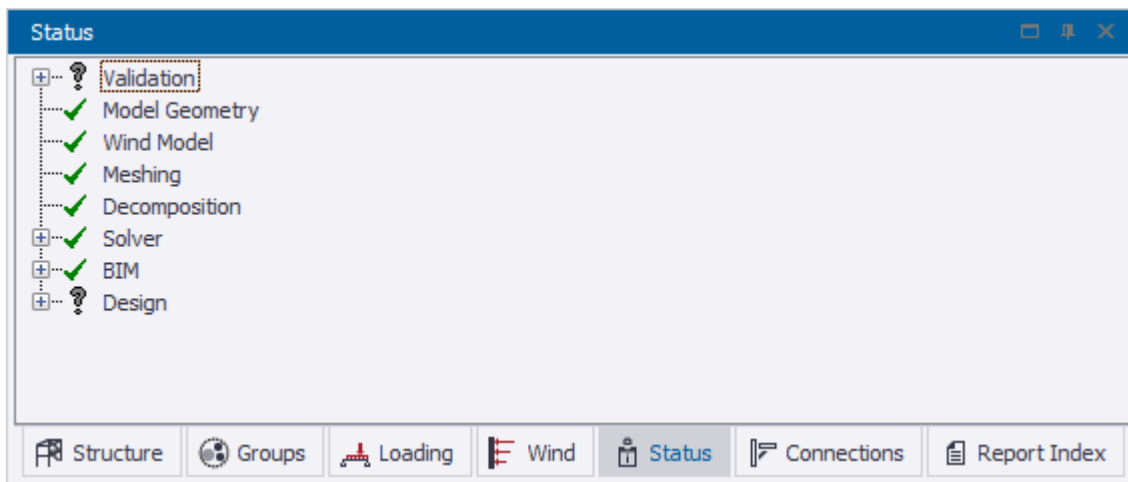 Status
Validation
Model Geometry
Wind Model
Meshing
Decomposition
Solver
BIM
Design
Structure Groups Loading Wind Status Connections Report Index